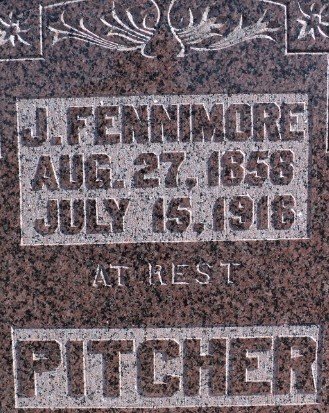 J. FENNIMORE
AUG. 27, 1858
JULY 15, 1916
AT REST
PITCHER